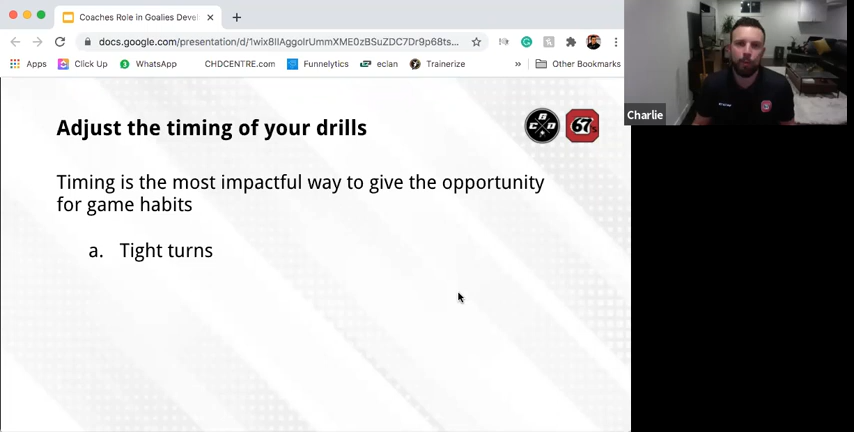 Coaches Role in Goalies Devel
docs.google.com/presentation/d/1wix8IIAggolrUmmXME0zBSuZDC7Dr9p68ts...
Apps
Click Up
WhatsApp
CHDCENTRE.com
Funnelytics
eclan
Trainerize
»
Other Bookmarks
Charlie
Adjust the timing of your drills
67's
Timing is the most impactful way to give the opportunity
for game habits
a. Tight turns